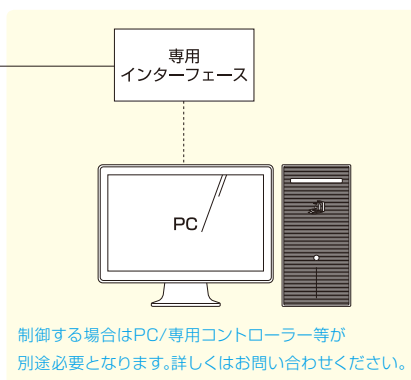 専用
インターフェース
PC
制御する場合はPC/専用コントローラー等が
別途必要となります。詳しくはお問い合わせください。